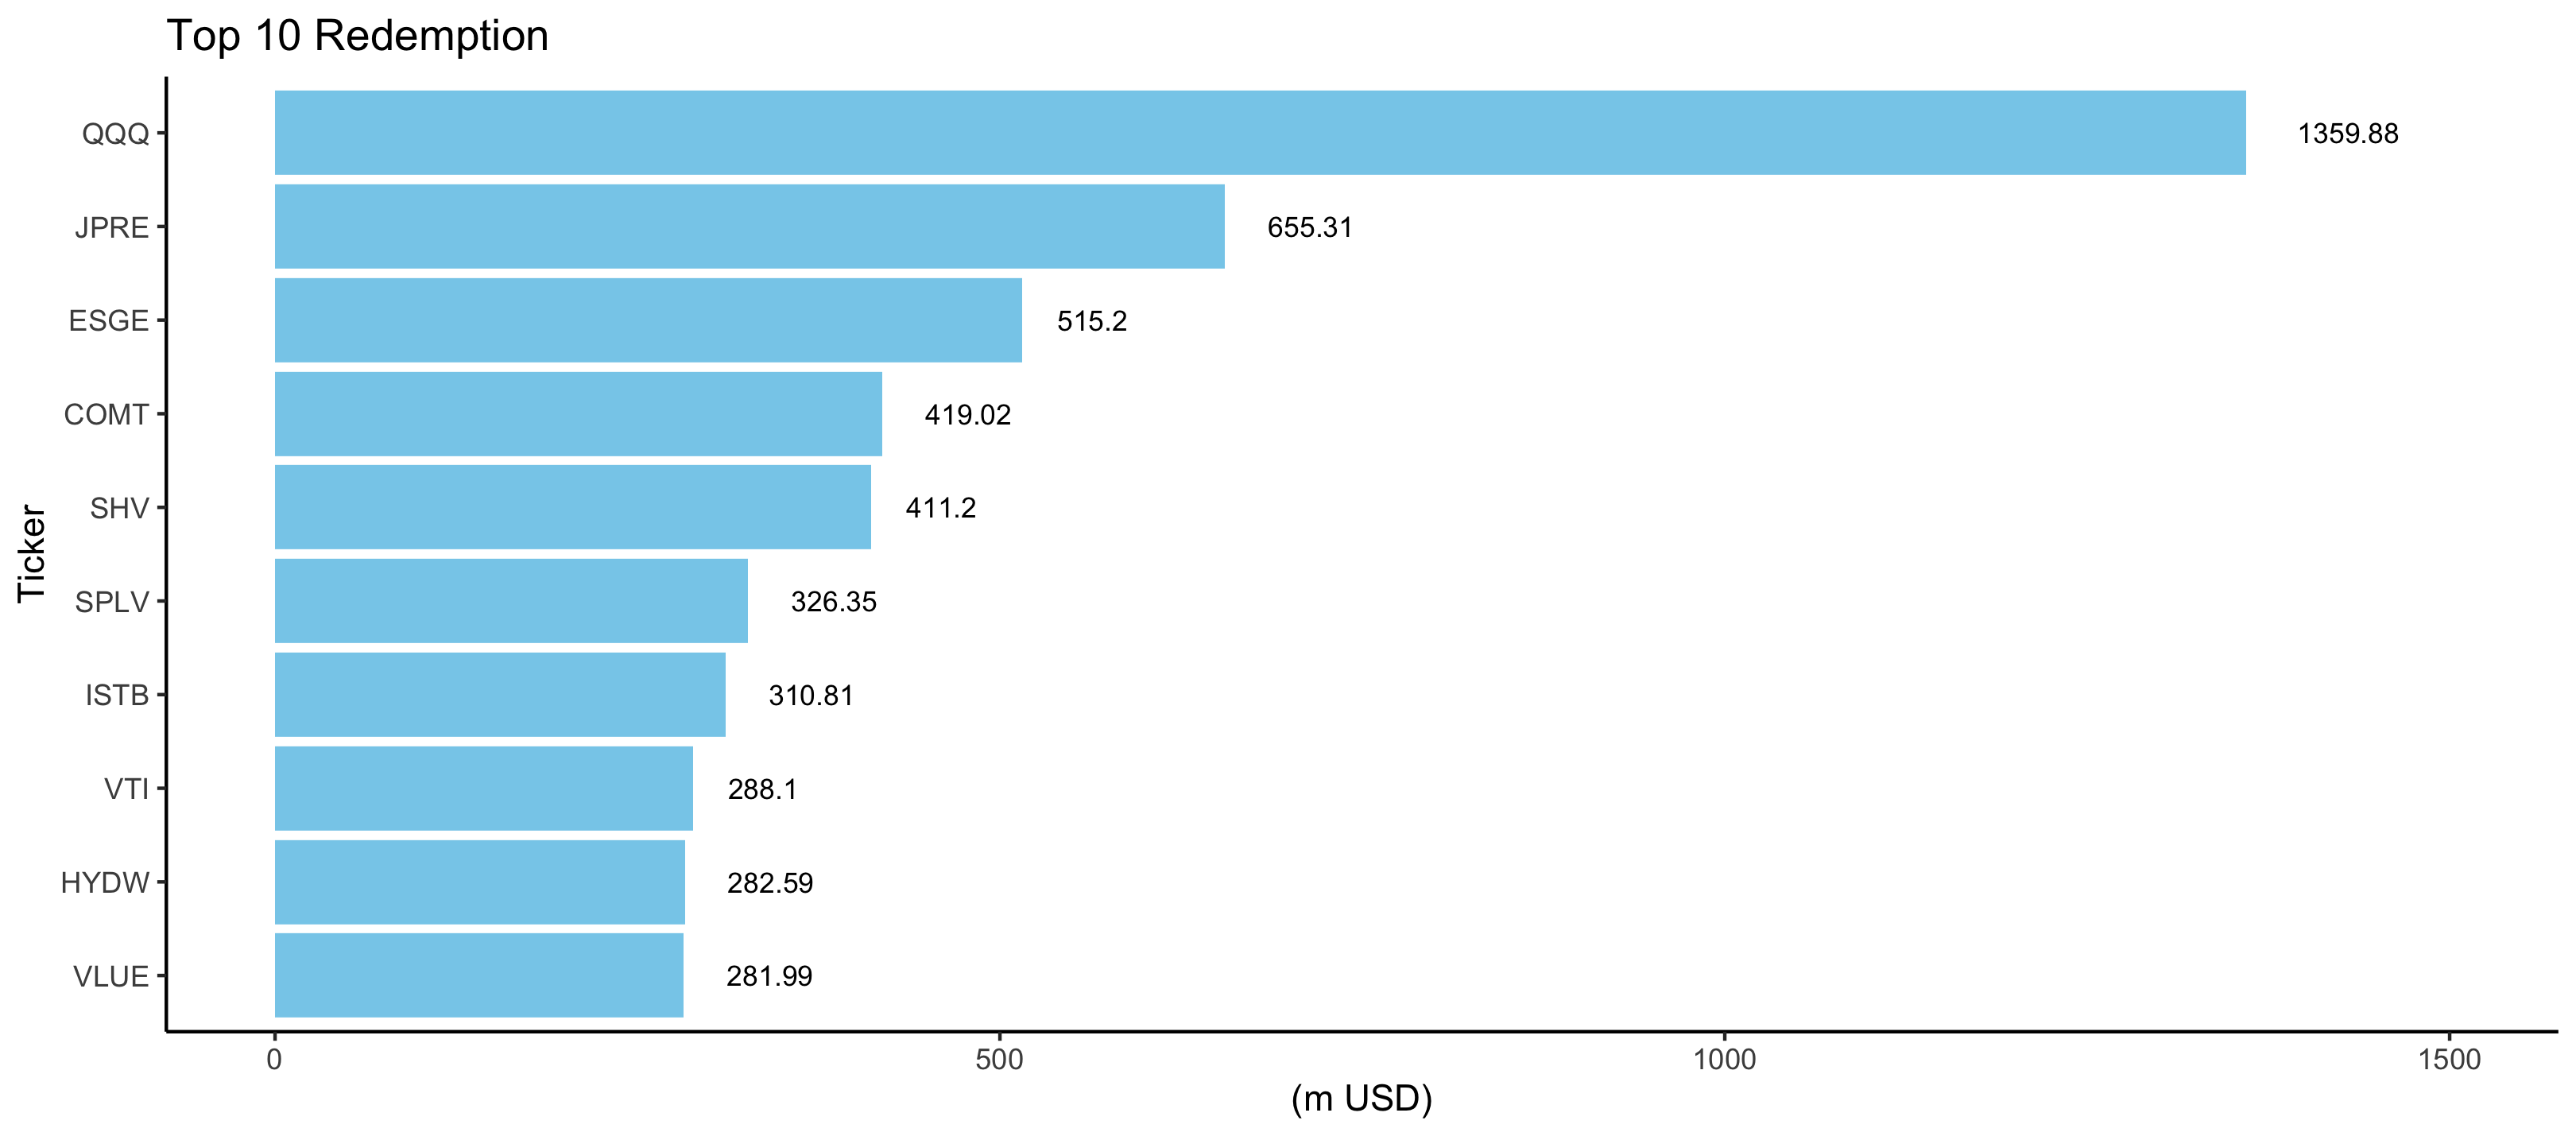 Top 10 Redemption
QQQ 1359.88
JPRE 655.31
ESGE 515.2
COMT 419.02
SHV 411.2
SPLV 326.35
ISTB 310.81
VTI 288.1
HYDW 282.59
VLUE 281.99
Ticker
0 500 1000 1500
(m USD)